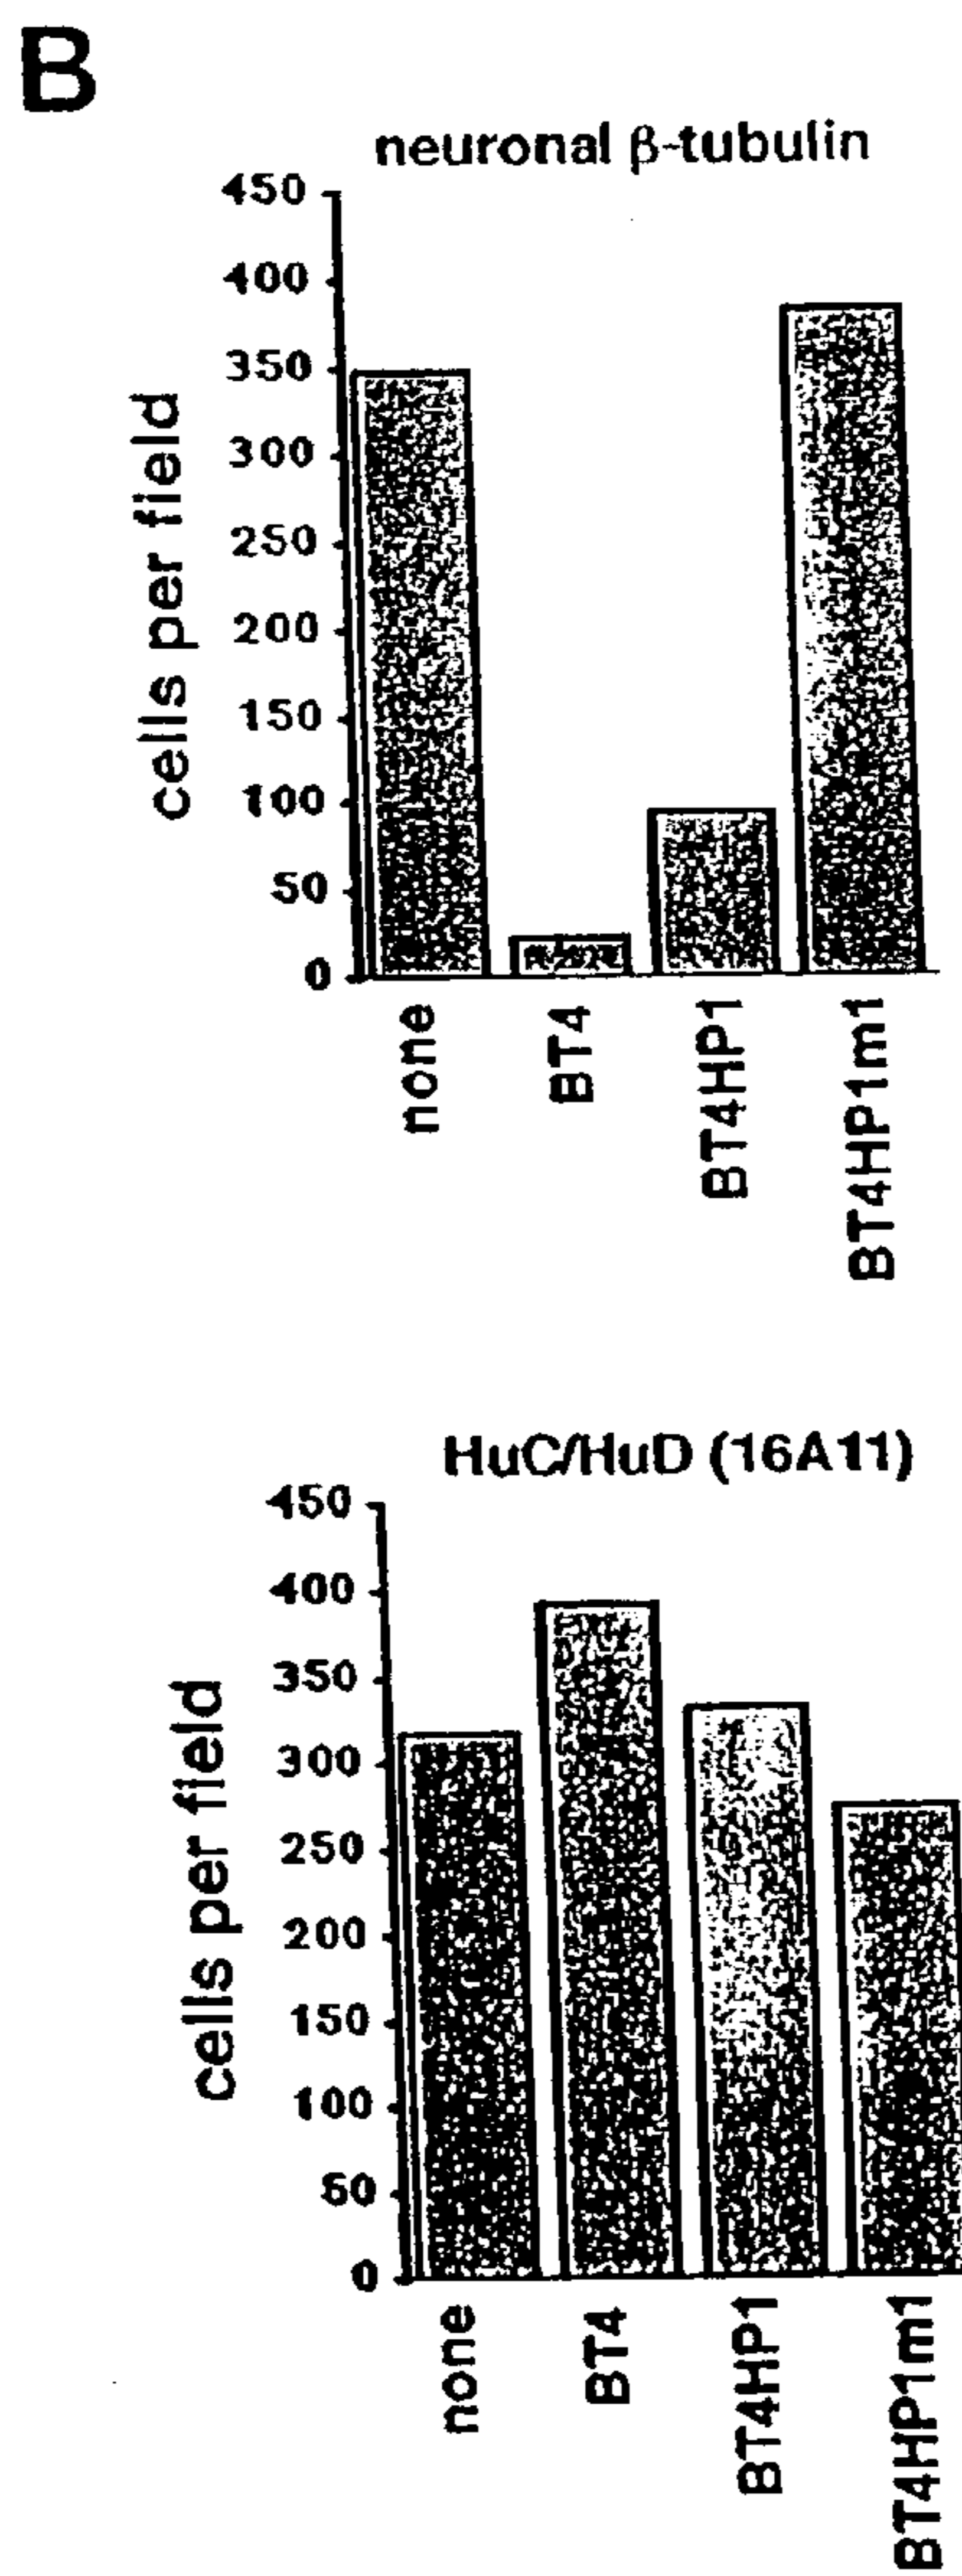 B
neuronal β-tubulin
450
400
350
300
250
200
150
100
50
0
cells per field
none
BT4
BT4HP1
BT4HP1m1
HuC/HuD (16A11)
450
400
350
300
250
200
150
100
50
0
cells per field
none
BT4
BT4HP1
BT4HP1m1